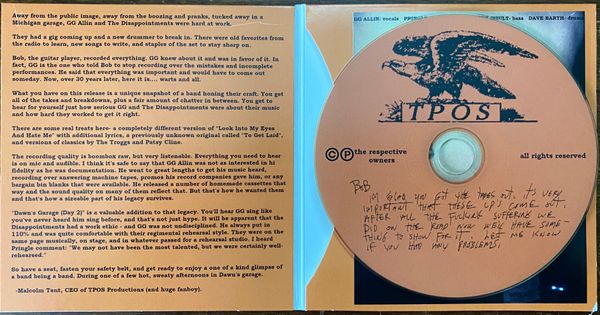 Away from the public image, away from the boozing and pranks, tucked away in a
Michigan garage, GG Allin and The Disappointments were hard at work.
They had a gig coming up and a new drummer to break in. There were old favorites from
the radio to learn, new songs to write, and staples of the set to stay sharp on.
Bob, the guitar player, recorded everything. GG knew about it and was in favor of it. In
fact, GG is the one who told Bob to stop recording over the mistakes and incomplete
performances. He said that everything was important and would have to come out
someday. Now, over 30 years later, here it is.... warts and all.
What you have on this release is a unique snapshot of a band honing their craft. You get
all of the takes and breakdowns, plus a fair amount of chatter in between. You get to
hear for yourself just how serious GG and The Disappointments were about their music
and how hard they worked to get it right.
There are some real treats here- a completely different version of "Look Into My Eyes
And Hate Me" with additional lyrics, a previously unknown original called "To Get Laid",
and versions of classics by The Troggs and Patsy Cline.
The recording quality is boombox raw, but very listenable. Everything you need to hear
is on mic and audible. I think it's safe to say that GG Allin was not as interested in hi
fidelity as he was documentation. He went to great lengths to get his music heard,
recording over answering machine tapes, promos his record companies gave him, or any
bargain bin blanks that were available. He released a number of homemade cassettes that
way and the sound quality on many of them reflect that. But that's how he wanted them
and that's how a sizeable part of his legacy survives.
"Dawn's Garage (Day 2)" is a valuable addition to that legacy. You'll hear GG sing like
you've never heard him sing before, and that's not just hype. It will be apparent that the
Disappointments had a work ethic - and GG was not undisciplined. He always put in
110% and was quite comfortable with their regimental rehearsal style. They were on the
same page musically, on stage, and in whatever passed for a rehearsal studio. I heard
Pringle comment: "We may not have been the most talented, but we were certainly well-
rehearsed."
So have a seat, fasten your safety belt, and get ready to enjoy a one of a kind glimpse of
a band being a band. During one of a few hot, sweaty afternoons in Dawn's garage.
-Malcolm Tent, CEO of TPOS Productions (and huge fanboy).
GG ALLIN: vocals
INSULT: bass DAVE BARTH: drums
TPOS
©℗ the respective
owners
all rights reserved
BOB
IM GLAD YOU GOT THE TAPES OUT. IT'S VERY
IMPORTANT THAT THESE CD'S COME OUT.
AFTER ALL THE FUCKING SUFFERING WE
DID ON THE ROAD NOW WE'LL HAVE SOME-
THING TO SHOW FOR IT. LET ME KNOW
IF YOU HAD ANY PROBLEMS.